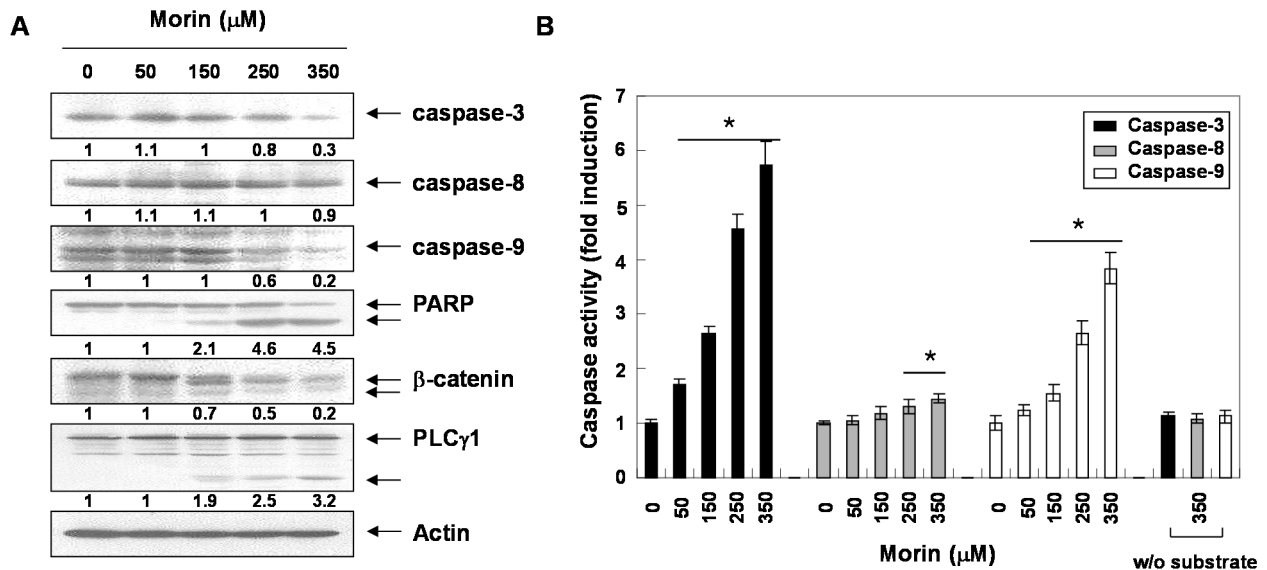 A
Morin (μM)
0 50 150 250 350
caspase-3
1 1.1 1 0.8 0.3
caspase-8
1 1.1 1.1 1 0.9
caspase-9
1 1 1 0.6 0.2
PARP
1 1 2.1 4.6 4.5
β-catenin
1 1 0.7 0.5 0.2
PLCγ1
1 1 1.9 2.5 3.2
Actin
B
Caspase activity (fold induction)
7
6
5
4
3
2
1
0
*
*
*
Caspase-3
Caspase-8
Caspase-9
0 50 150 250 350 0 50 150 250 350 0 50 150 250 350 350
Morin (μM)
w/o substrate